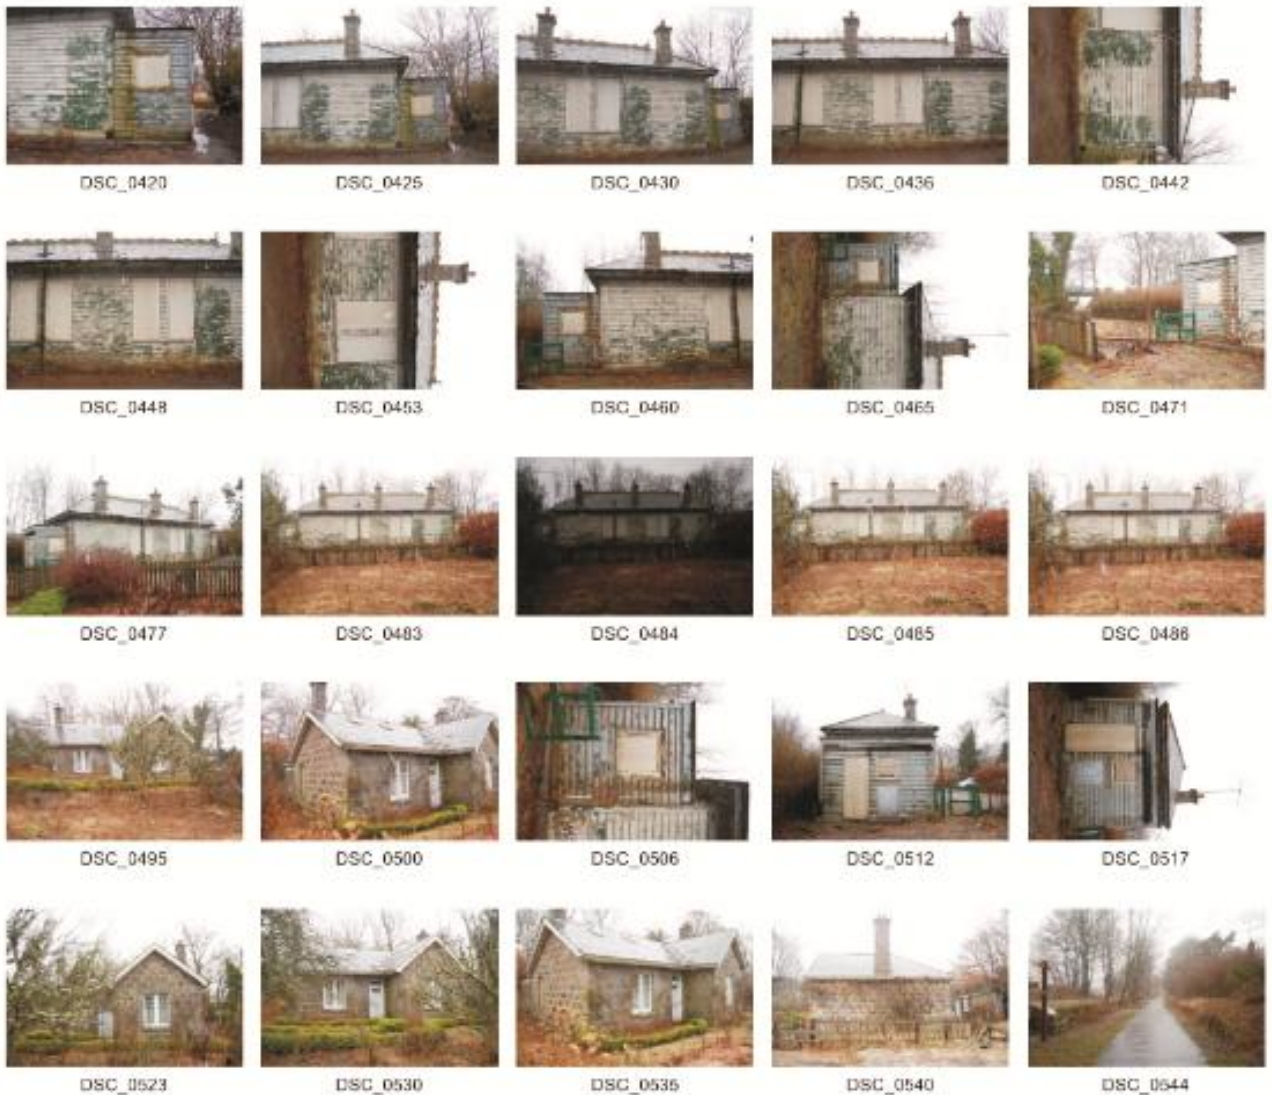 DSC_0420 DSC_0425 DSC_0430 DSC_0436 DSC_0442
DSC_0448 DSC_0453 DSC_0460 DSC_0465 DSC_0471
DSC_0477 DSC_0483 DSC_0484 DSC_0485 DSC_0486
DSC_0495 DSC_0500 DSC_0506 DSC_0512 DSC_0517
DSC_0523 DSC_0530 DSC_0535 DSC_0540 DSC_0544